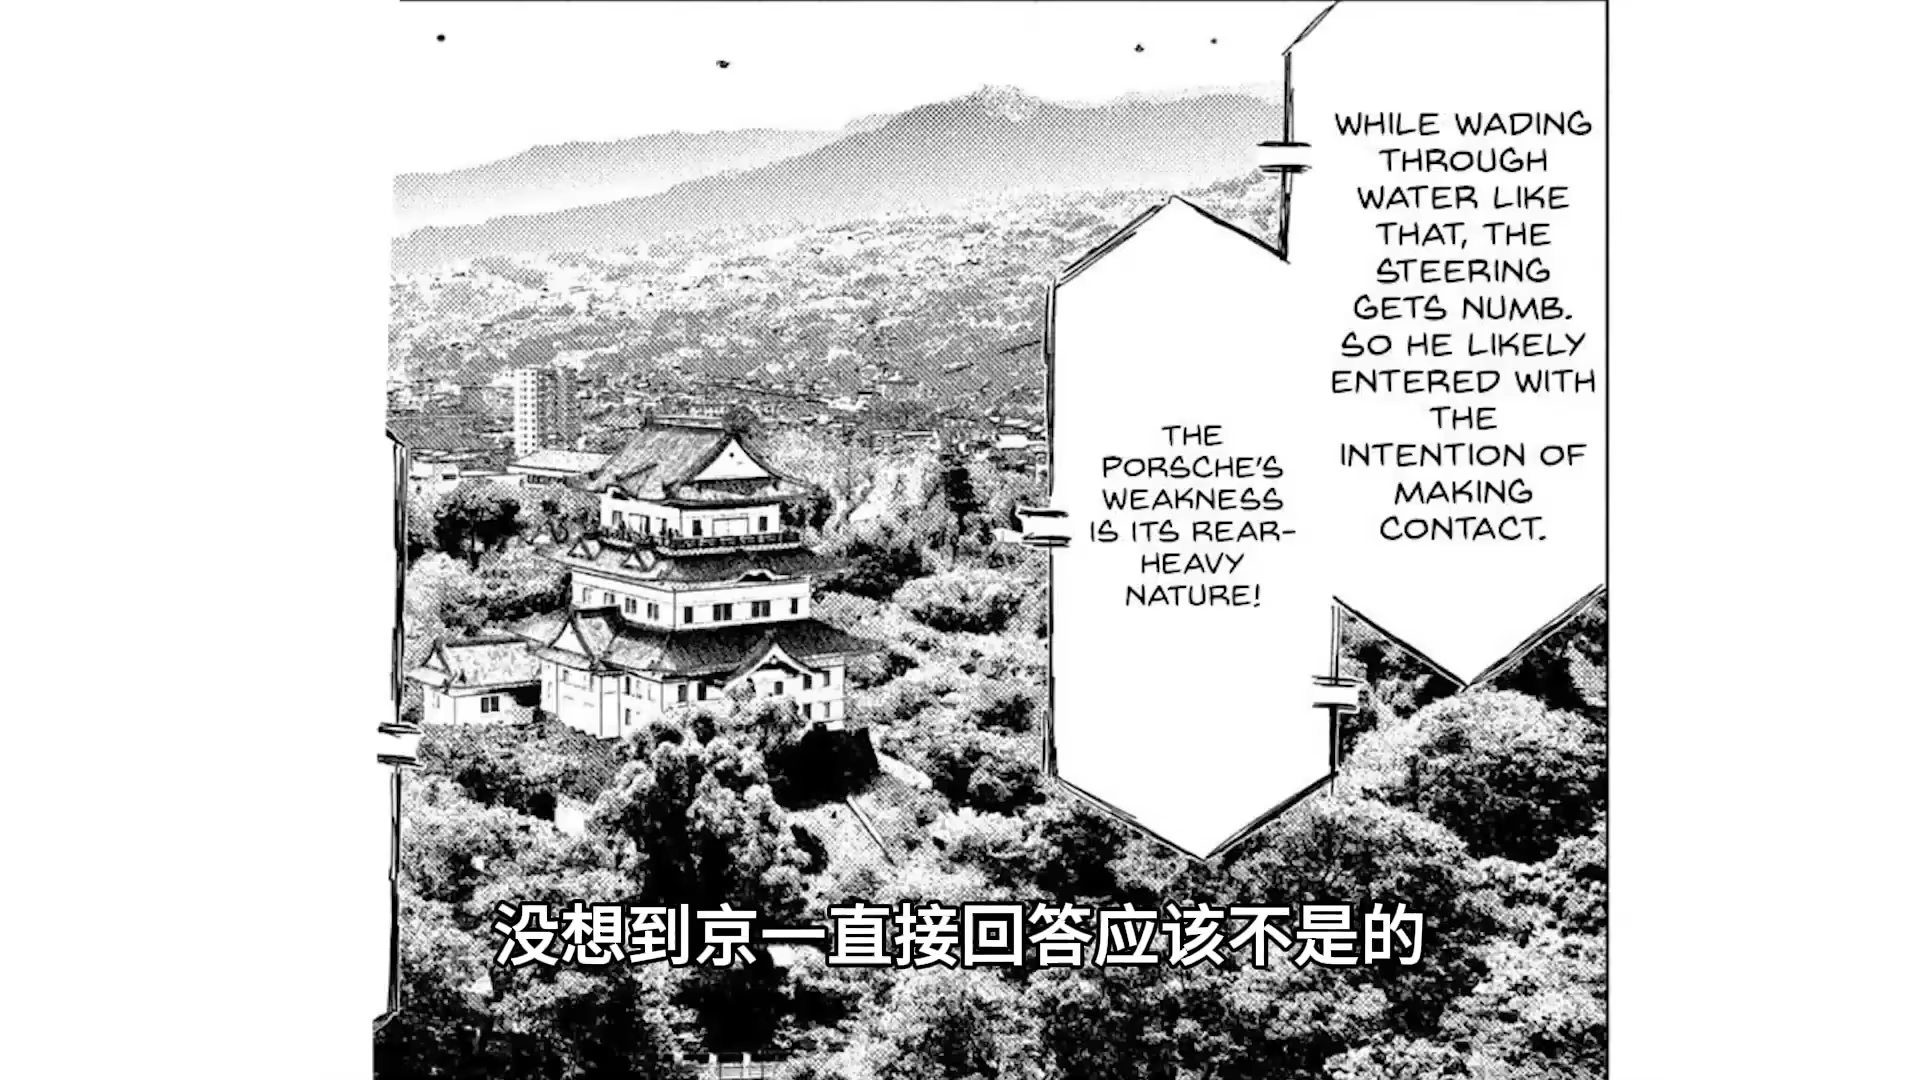 WHILE WADING
THROUGH
WATER LIKE
THAT, THE
STEERING
GETS NUMB.
SO HE LIKELY
ENTERED WITH
THE
INTENTION OF
MAKING
CONTACT.
THE
PORSCHE'S
WEAKNESS
IS ITS REAR-
HEAVY
NATURE!
没想到京一直接回答应该不是的